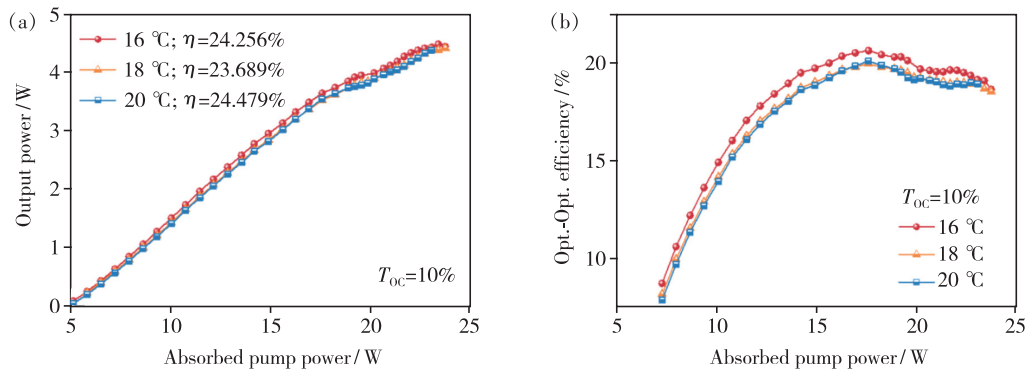 (a)
5
4
3
2
1
0
Output power / W
16 ℃; η=24.256%
18 ℃; η=23.689%
20 ℃; η=24.479%
T_OC=10%
5
10
15
20
25
Absorbed pump power / W
(b)
20
15
10
Opt.-Opt. efficiency / %
T_OC=10%
16 ℃
18 ℃
20 ℃
5
10
15
20
25
Absorbed pump power / W